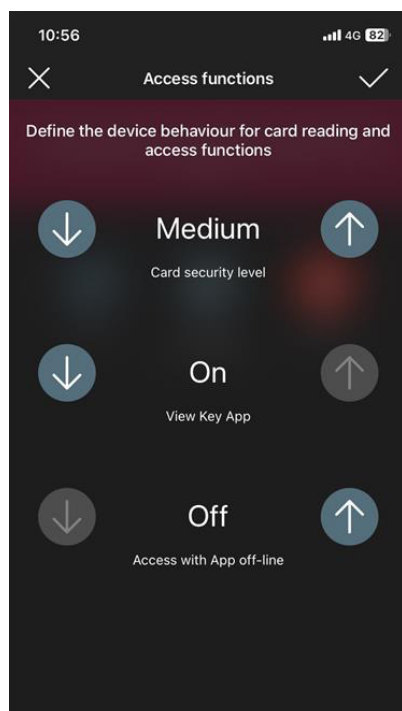 10:56 4G 82
Access functions
Define the device behaviour for card reading and
access functions
Medium
Card security level
On
View Key App
Off
Access with App off-line